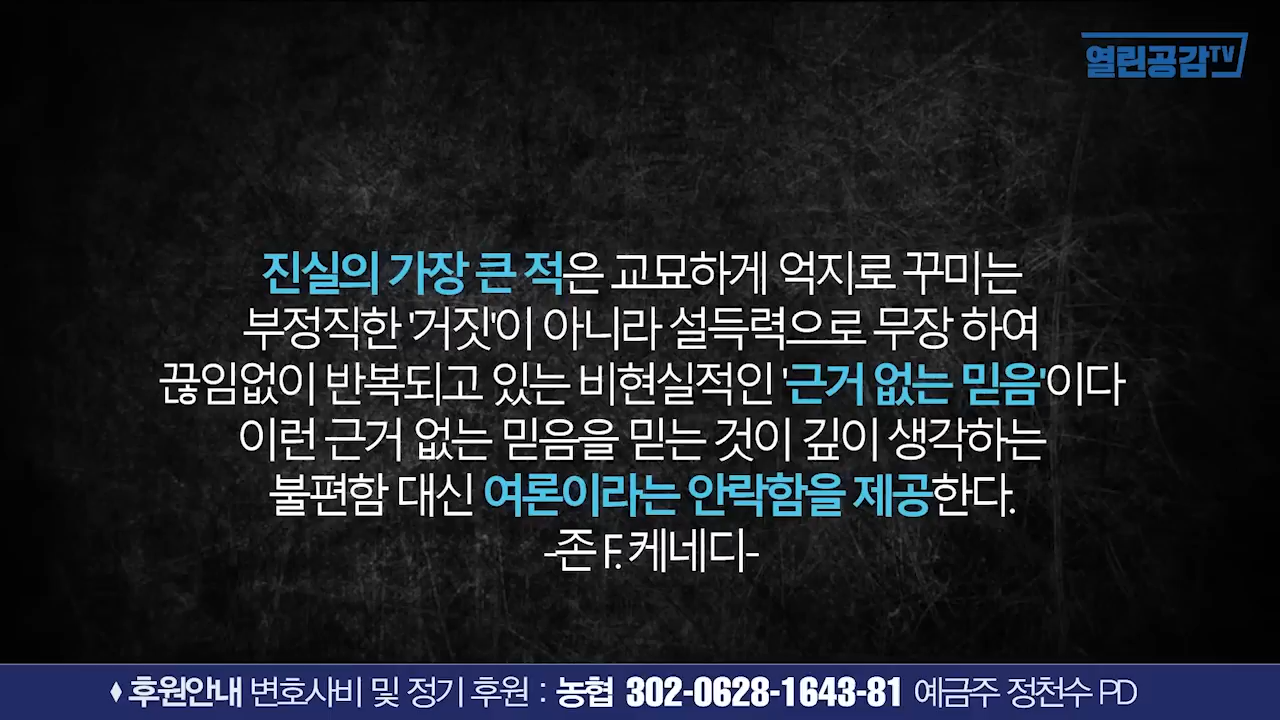 열린공감TV
진실의 가장 큰 적은 교묘하게 억지로 꾸미는
부정직한 '거짓'이 아니라 설득력으로 무장 하여
끊임없이 반복되고 있는 비현실적인 '근거 없는 믿음'이다
이런 근거 없는 믿음을 믿는 것이 깊이 생각하는
불편함 대신 여론이라는 안락함을 제공한다.
-존 F. 케네디-
♦ 후원안내 변호사비 및 정기 후원 : 농협 302-0628-1643-81 예금주 정천수 PD